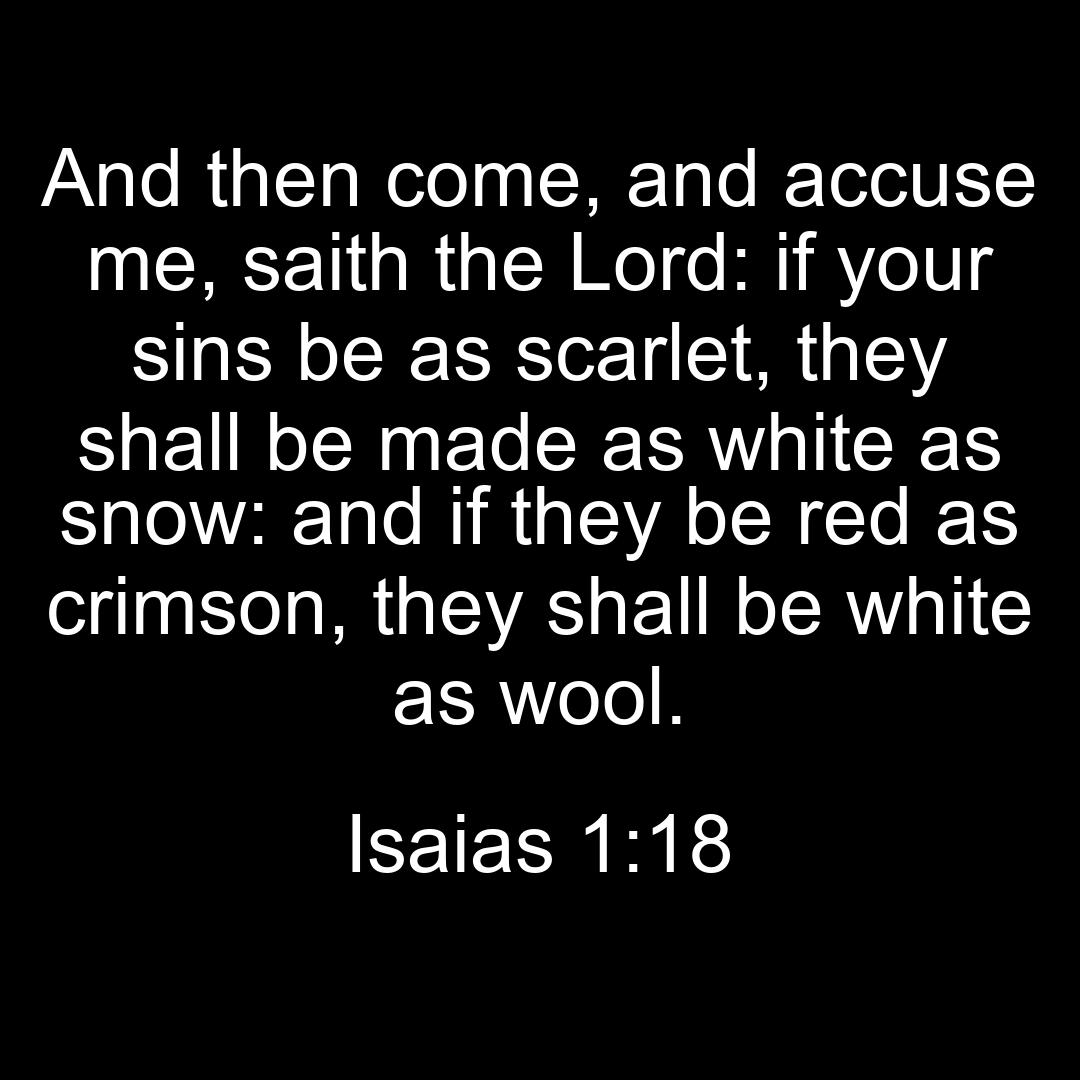 And then come, and accuse
me, saith the Lord: if your
sins be as scarlet, they
shall be made as white as
snow: and if they be red as
crimson, they shall be white
as wool.
Isaias 1:18